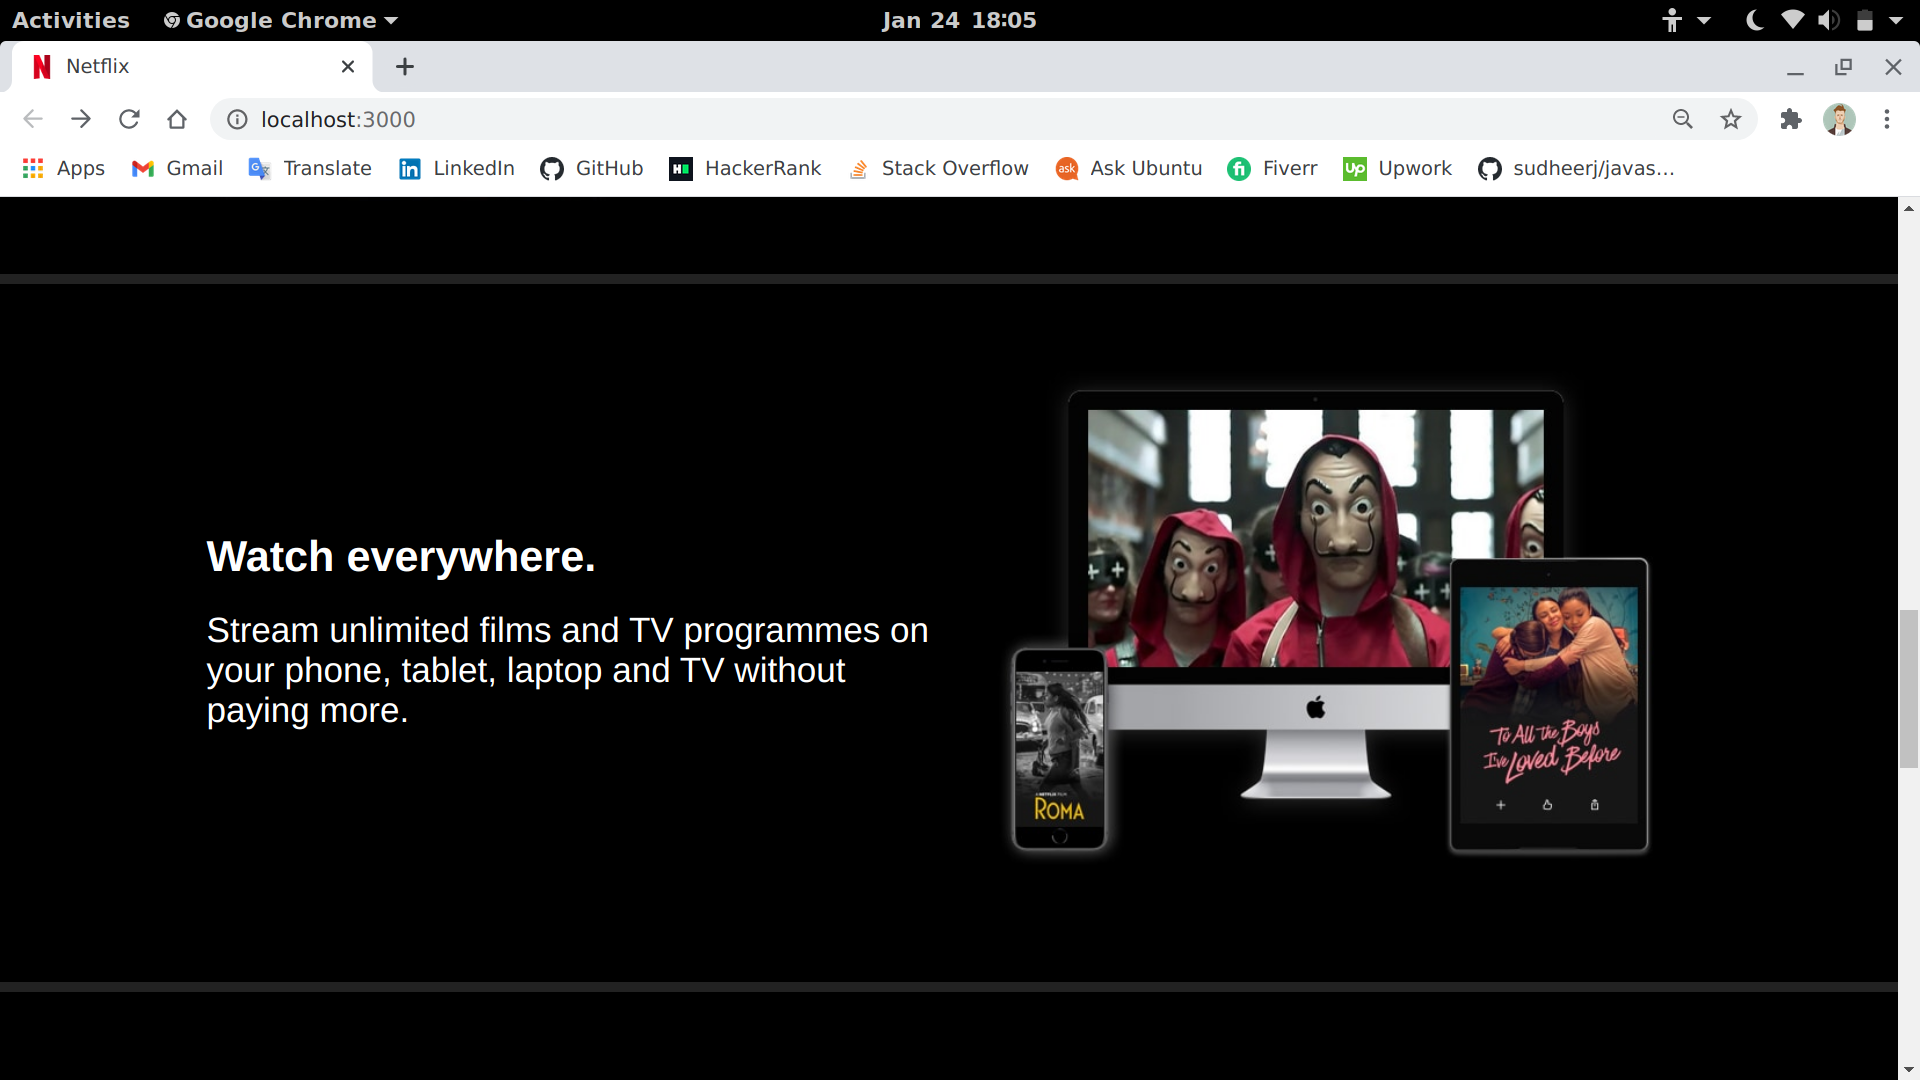 Activities Google Chrome Jan 24 18:05
Netflix
localhost:3000
Apps Gmail Translate LinkedIn GitHub HackerRank Stack Overflow Ask Ubuntu Fiverr Upwork sudheerj/javas…
Watch everywhere.
Stream unlimited films and TV programmes on
your phone, tablet, laptop and TV without
paying more.
To All the Boys
I've Loved Before
A NETFLIX FILM
ROMA